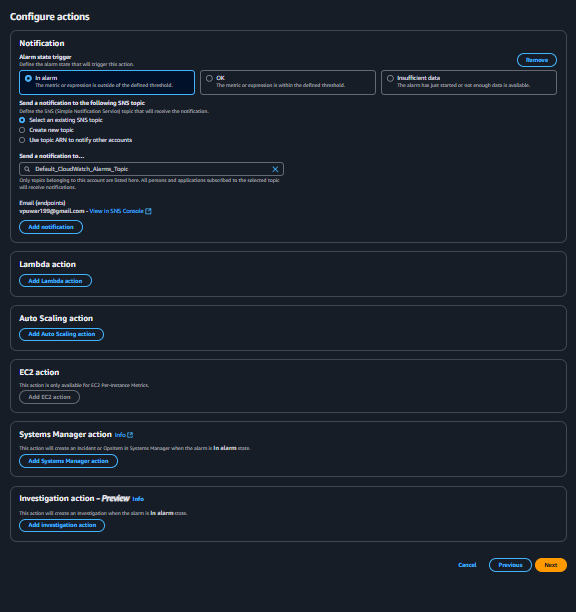 Configure actions
Notification
Alarm state trigger
Define the alarm state that will trigger this action.
Remove
In alarm
The metric or expression is outside of the defined threshold.
OK
The metric or expression is within the defined threshold.
Insufficient data
The alarm has just started or not enough data is available.
Send a notification to the following SNS topic
Define the SNS (Simple Notification Service) topic that will receive the notification.
Select an existing SNS topic
Create new topic
Use topic ARN to notify other accounts
Send a notification to...
Default_CloudWatch_Alarms_Topic
Only topics belonging to this account are listed here. All persons and applications subscribed to the selected topic
will receive notifications.
Email (endpoints)
vpuwar199@gmail.com - View in SNS Console
Add notification
Lambda action
Add Lambda action
Auto Scaling action
Add Auto Scaling action
EC2 action
This action is only available for EC2 Per-Instance Metrics.
Add EC2 action
Systems Manager action Info
This action will create an Incident or OpsItem in Systems Manager when the alarm is In alarm state.
Add Systems Manager action
Investigation action – Preview Info
This action will create an investigation when the alarm is In alarm state.
Add investigation action
Cancel
Previous
Next